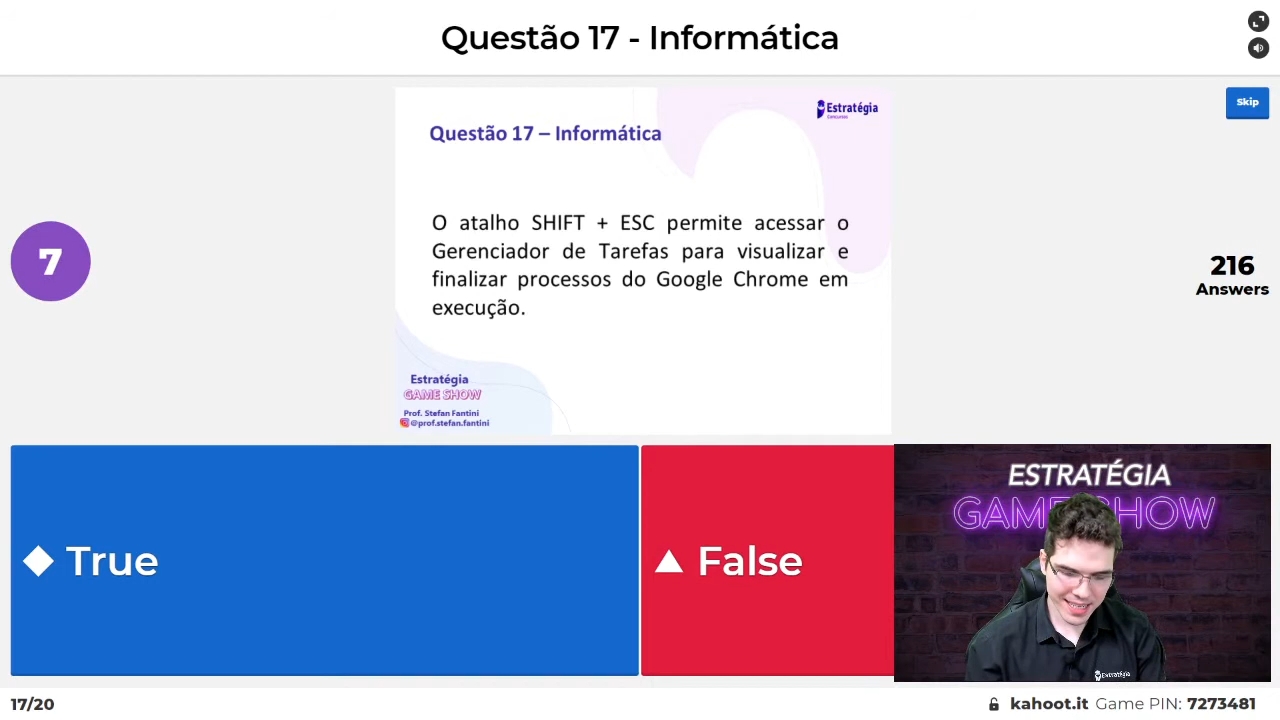 Questão 17 - Informática
Skip
Estratégia
Concursos
Questão 17 – Informática
O atalho SHIFT + ESC permite acessar o
Gerenciador de Tarefas para visualizar e
finalizar processos do Google Chrome em
execução.
7
216
Answers
Estratégia
GAME SHOW
Prof. Stefan Fantini
@prof.stefan.fantini
True
False
ESTRATÉGIA
GAME SHOW
Estratégia
17/20
kahoot.it Game PIN: 7273481